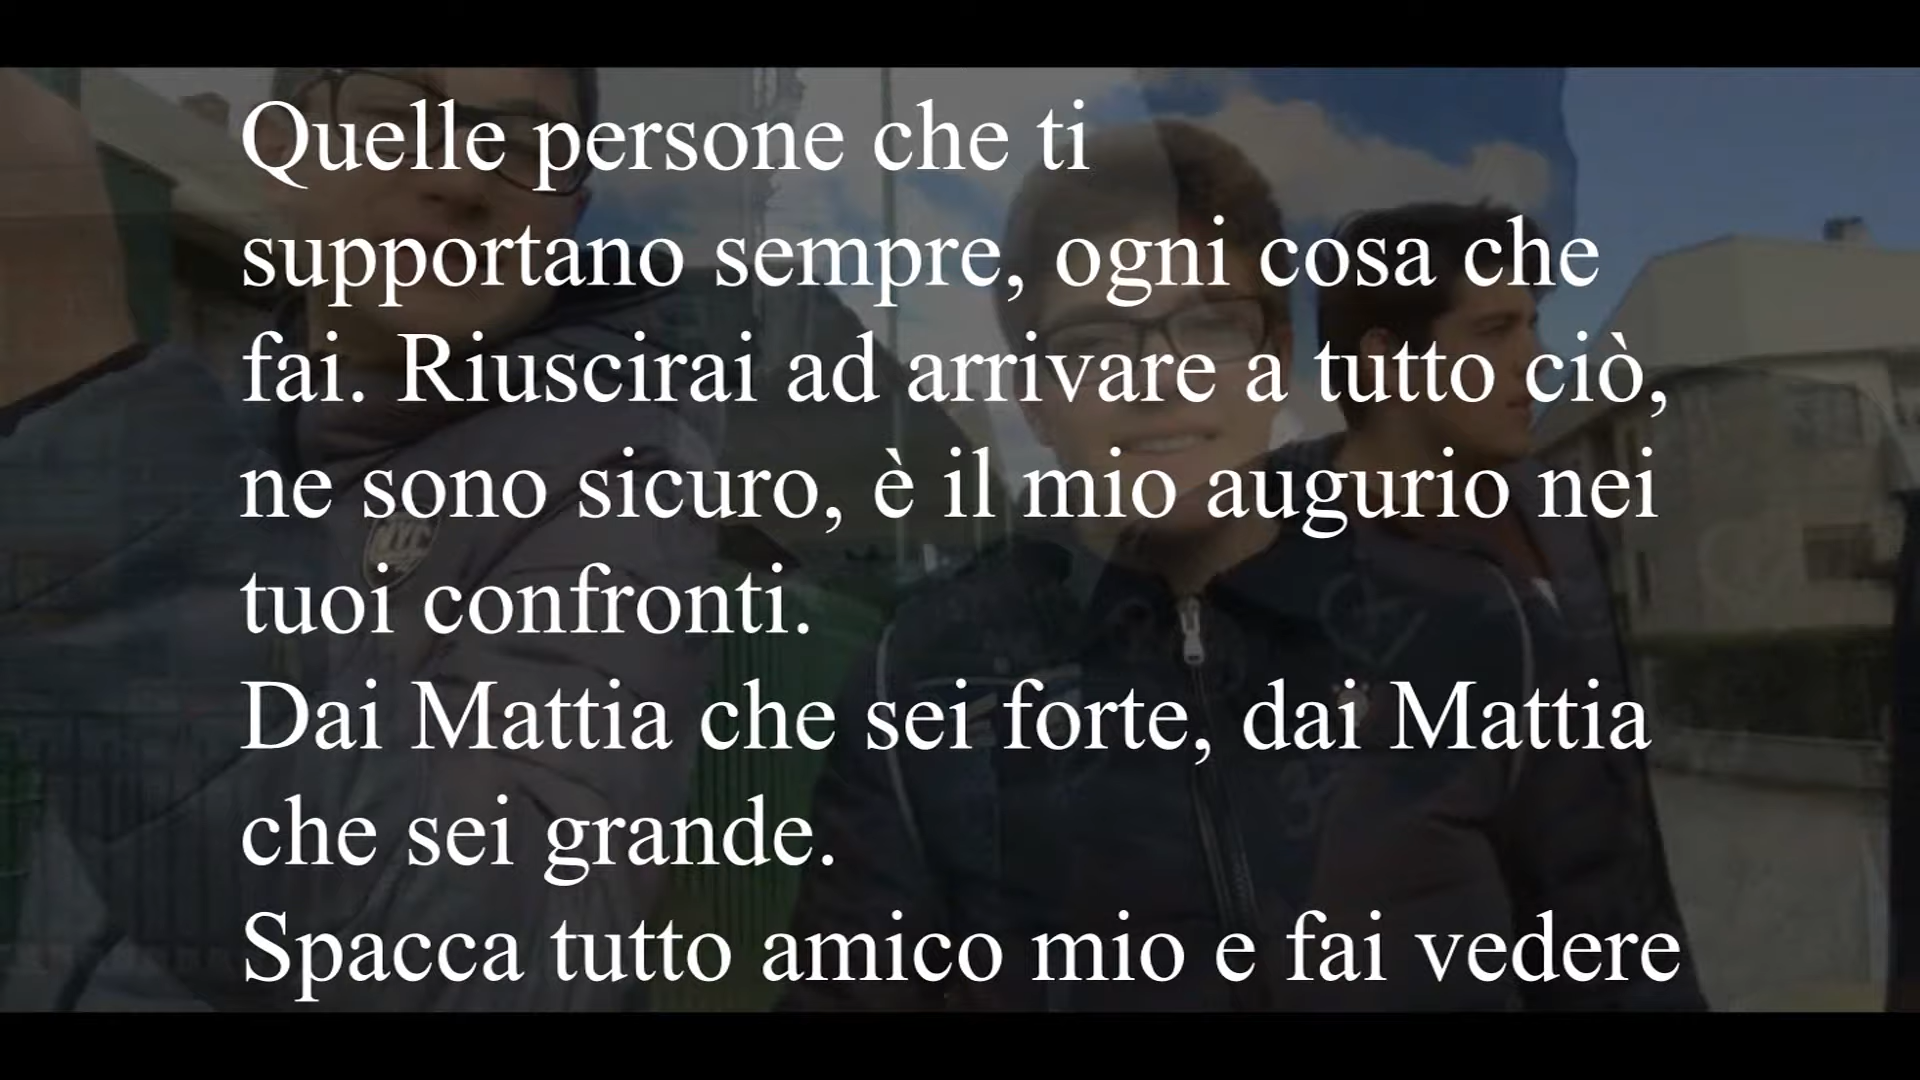 Quelle persone che ti
supportano sempre, ogni cosa che
fai. Riuscirai ad arrivare a tutto ciò,
ne sono sicuro, è il mio augurio nei
tuoi confronti.
Dai Mattia che sei forte, dai Mattia
che sei grande.
Spacca tutto amico mio e fai vedere